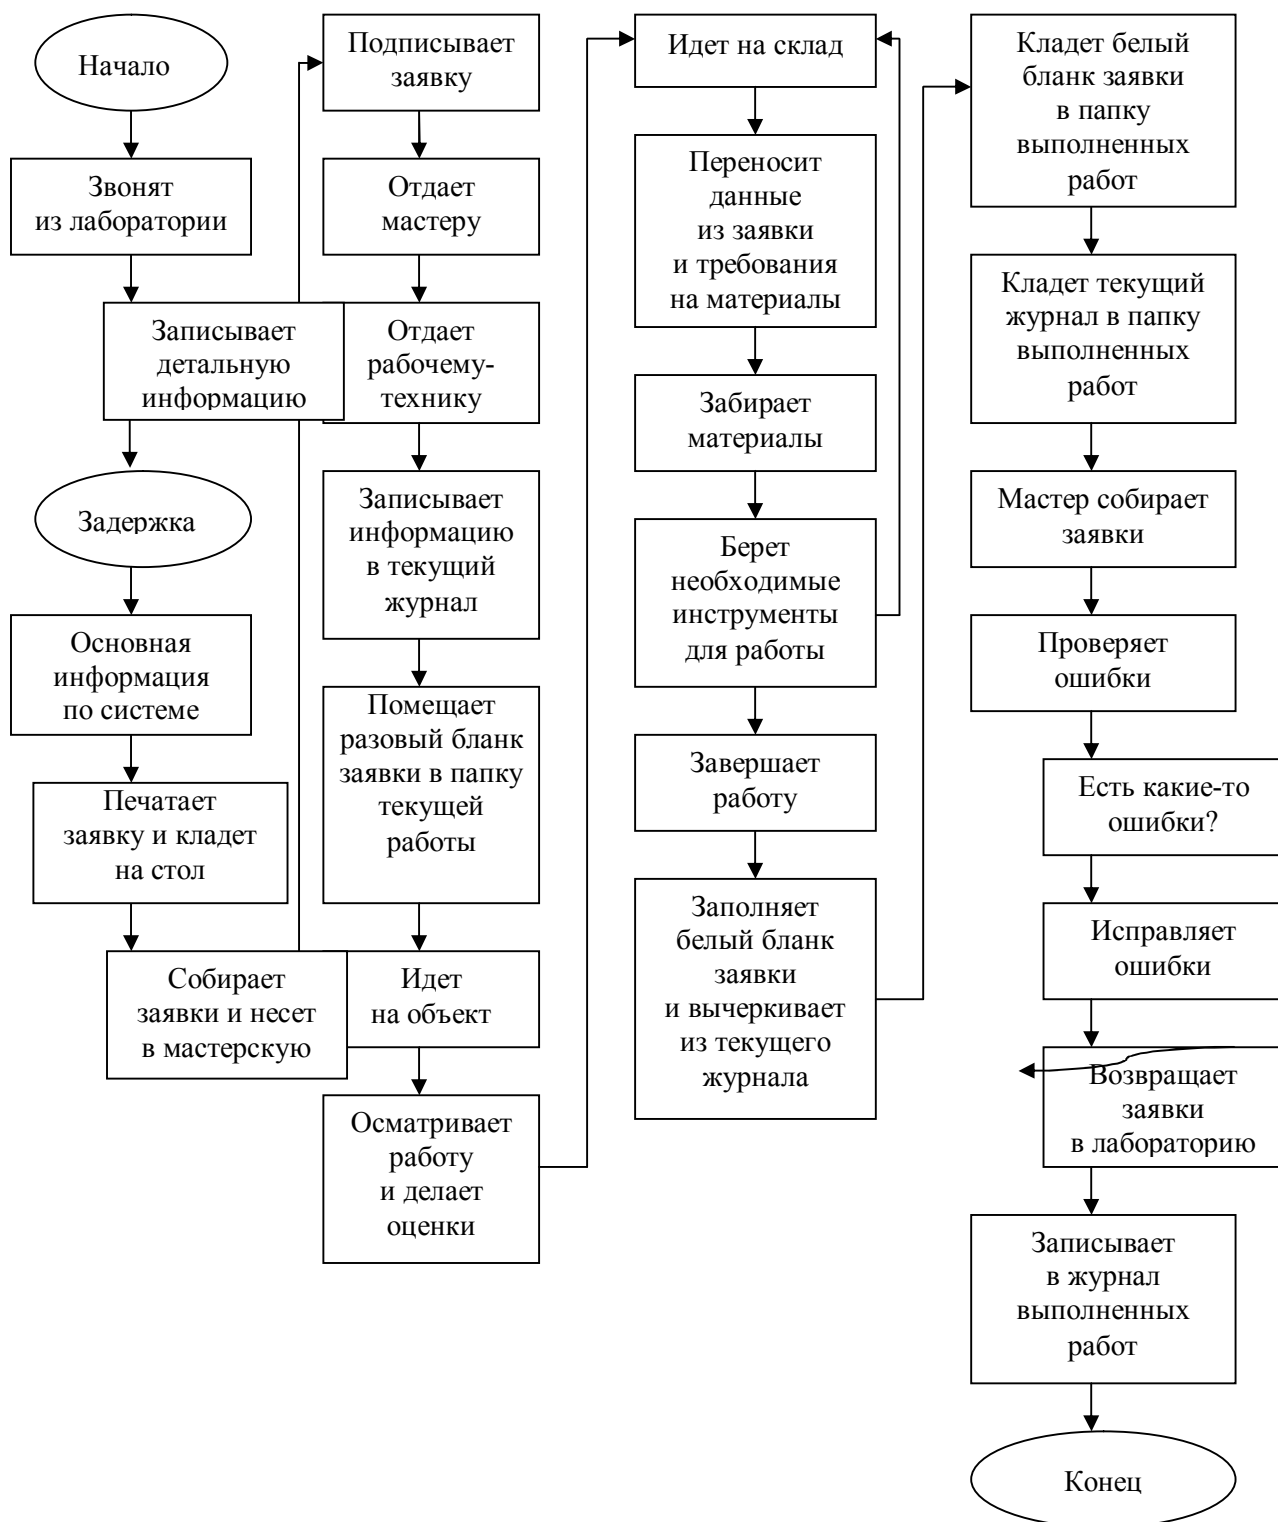 Начало
Звонят
из лаборатории
Записывает
детальную
информацию
Задержка
Основная
информация
по системе
Печатает
заявку и кладет
на стол
Собирает
заявки и несет
в мастерскую
Подписывает
заявку
Отдает
мастеру
Отдает
рабочему-
технику
Записывает
информацию
в текущий
журнал
Помещает
разовый бланк
заявки в папку
текущей
работы
Идет
на объект
Осматривает
работу
и делает
оценки
Идет на склад
Переносит
данные
из заявки
и требования
на материалы
Забирает
материалы
Берет
необходимые
инструменты
для работы
Завершает
работу
Заполняет
белый бланк
заявки
и вычеркивает
из текущего
журнала
Кладет белый
бланк заявки
в папку
выполненных
работ
Кладет текущий
журнал в папку
выполненных
работ
Мастер собирает
заявки
Проверяет
ошибки
Есть какие-то
ошибки?
Исправляет
ошибки
Возвращает
заявки
в лабораторию
Записывает
в журнал
выполненных
работ
Конец